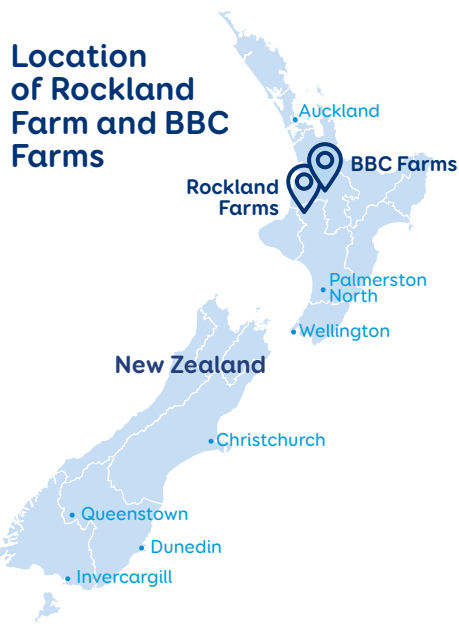 Location
of Rockland
Farm and BBC
Farms
Auckland
BBC Farms
Rockland
Farms
Palmerston
North
Wellington
New Zealand
Christchurch
Queenstown
Dunedin
Invercargill